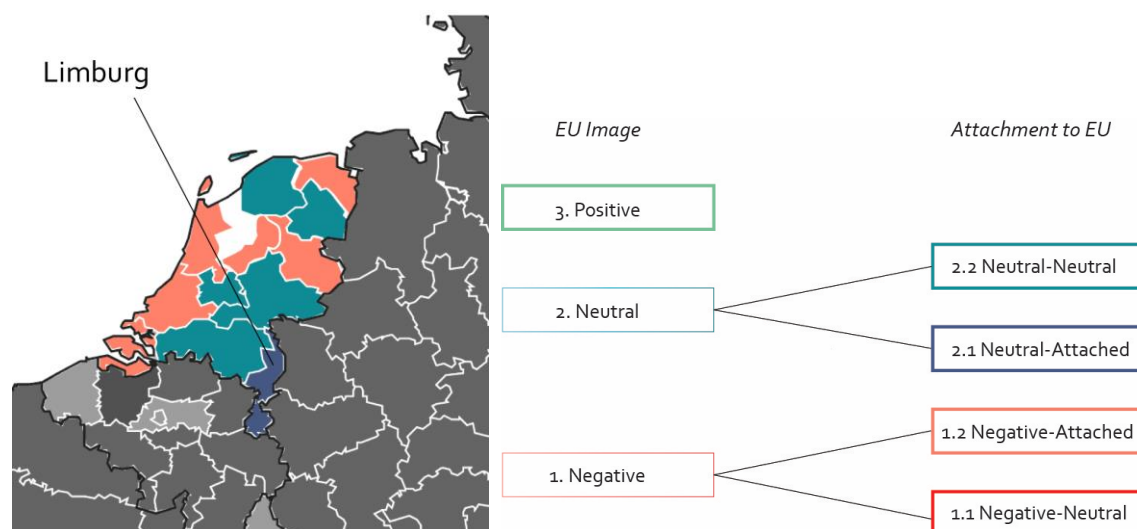 Limburg
EU Image
Attachment to EU
3. Positive
2. Neutral
2.2 Neutral-Neutral
2.1 Neutral-Attached
1. Negative
1.2 Negative-Attached
1.1 Negative-Neutral